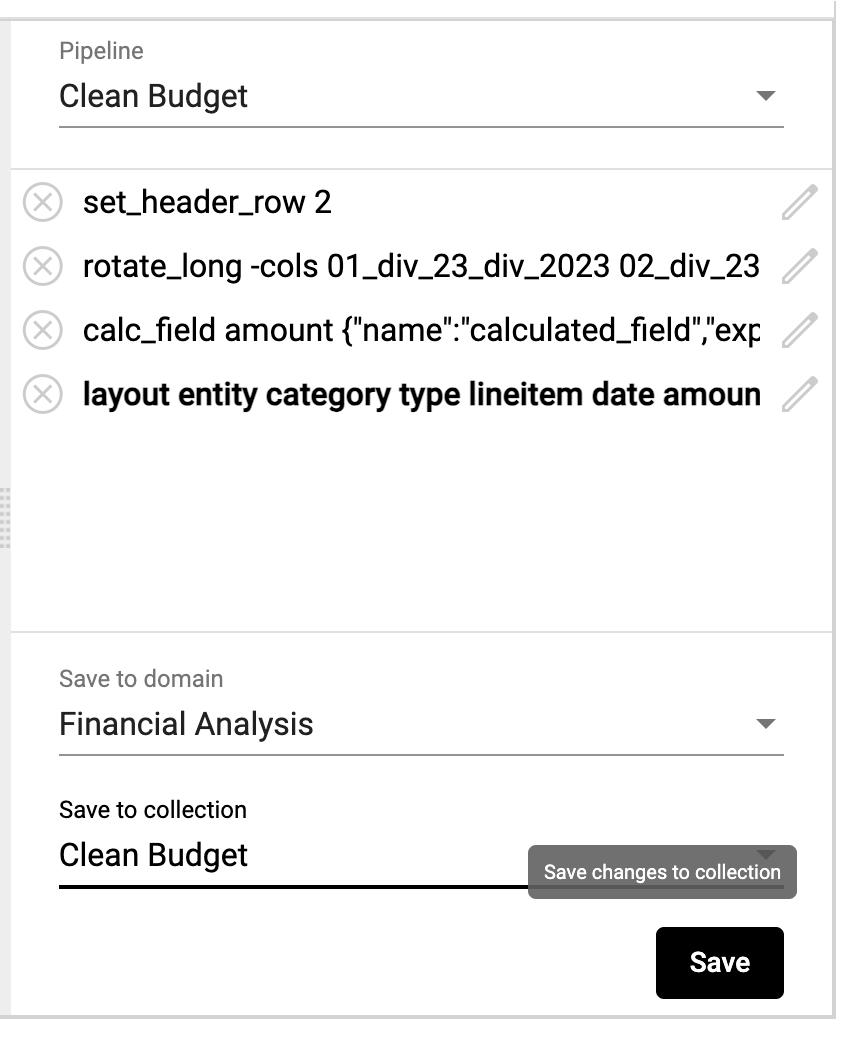 Pipeline
Clean Budget
set_header_row 2
rotate_long -cols 01_div_23_div_2023 02_div_23
calc_field amount {"name":"calculated_field","exp
layout entity category type lineitem date amoun
Save to domain
Financial Analysis
Save to collection
Clean Budget
Save changes to collection
Save